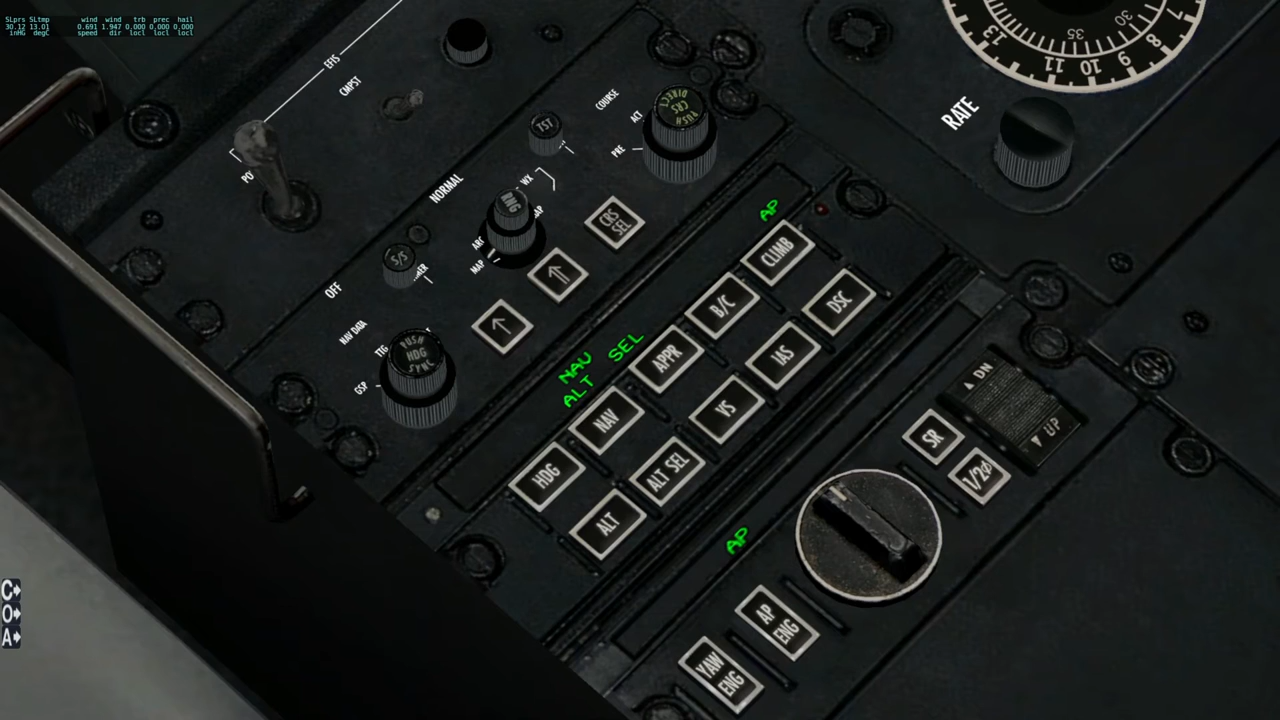 SLprs SLtmp wind wind trb prec hail
30.12 13.01 0.691 1.947 0.000 0.000 0.000
inHG degC speed dir locl locl locl
EFIS
CMPST
COURSE
ACT
PRE
PUSH
CRS
DIRECT
TST
NORMAL
WX
RNG
ARC
MAP
CRS
SEL
S/S
OFF
NAV DATA
TTG
GSP
PUSH
HDG
SYNC
↑
⇑
13
11
10
9
8
7
35
30
RATE
AP
NAV SEL
ALT
HDG
NAV
APPR
B/C
CLIMB
ALT
ALT SEL
VS
IAS
DSC
AP
YAW
ENG
AP
ENG
SR
1/2Φ
▲ DN
▼ UP
C
O
A